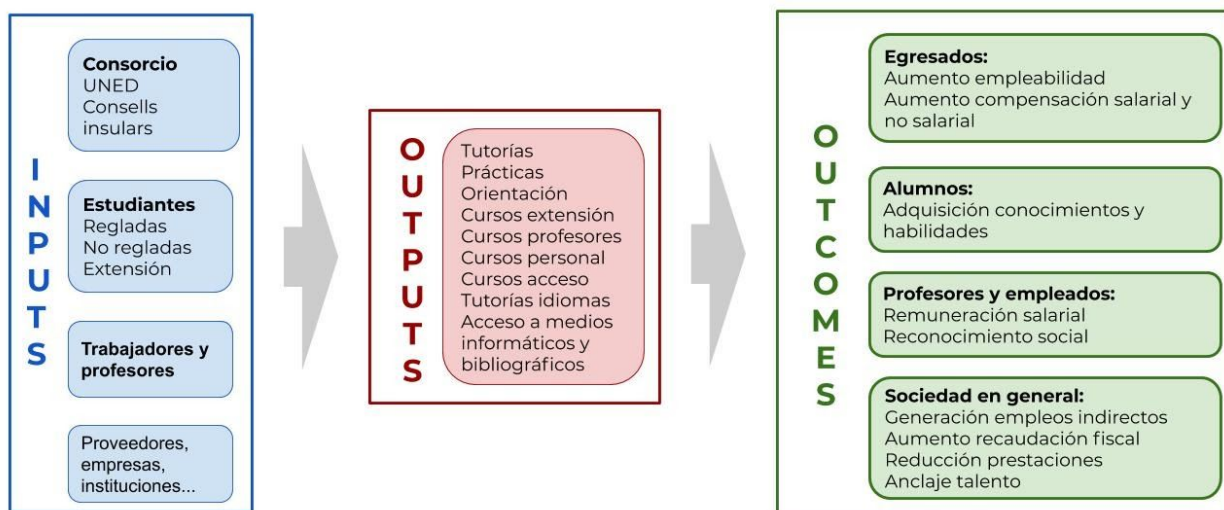 INPUTS
Consorcio
UNED
Consells
insulars
Estudiantes
Regladas
No regladas
Extensión
Trabajadores y
profesores
Proveedores,
empresas,
instituciones...
OUTPUTS
Tutorías
Prácticas
Orientación
Cursos extensión
Cursos profesores
Cursos personal
Cursos acceso
Tutorías idiomas
Acceso a medios
informáticos y
bibliográficos
OUTCOMES
Egresados:
Aumento empleabilidad
Aumento compensación salarial y
no salarial
Alumnos:
Adquisición conocimientos y
habilidades
Profesores y empleados:
Remuneración salarial
Reconocimiento social
Sociedad en general:
Generación empleos indirectos
Aumento recaudación fiscal
Reducción prestaciones
Anclaje talento